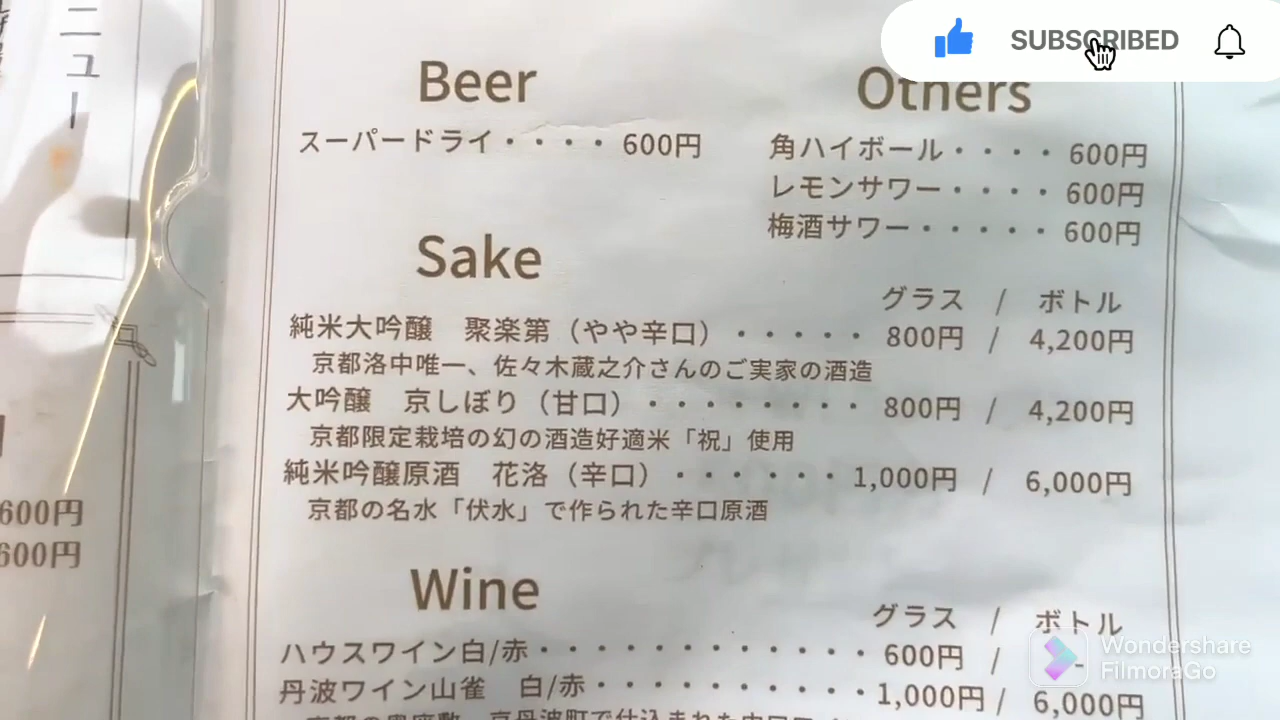 ニュー
SUBSCRIBED
Beer
スーパードライ・・・・ 600円
Others
角ハイボール・・・・ 600円
レモンサワー・・・・ 600円
梅酒サワー・・・・・ 600円
Sake
グラス / ボトル
純米大吟醸 聚楽第（やや辛口）・・・・・ 800円 / 4,200円
京都洛中唯一、佐々木蔵之介さんのご実家の酒造
大吟醸 京しぼり（甘口）・・・・・・・・ 800円 / 4,200円
京都限定栽培の幻の酒造好適米「祝」使用
純米吟醸原酒 花洛（辛口）・・・・・・ 1,000円 / 6,000円
京都の名水「伏水」で作られた辛口原酒
600円
600円
Wine
グラス / ボトル
ハウスワイン白/赤・・・・・・・・・・・・ 600円 / -
丹波ワイン山雀 白/赤・・・・・・・・・・ 1,000円 / 6,000円
Wondershare
FilmoraGo